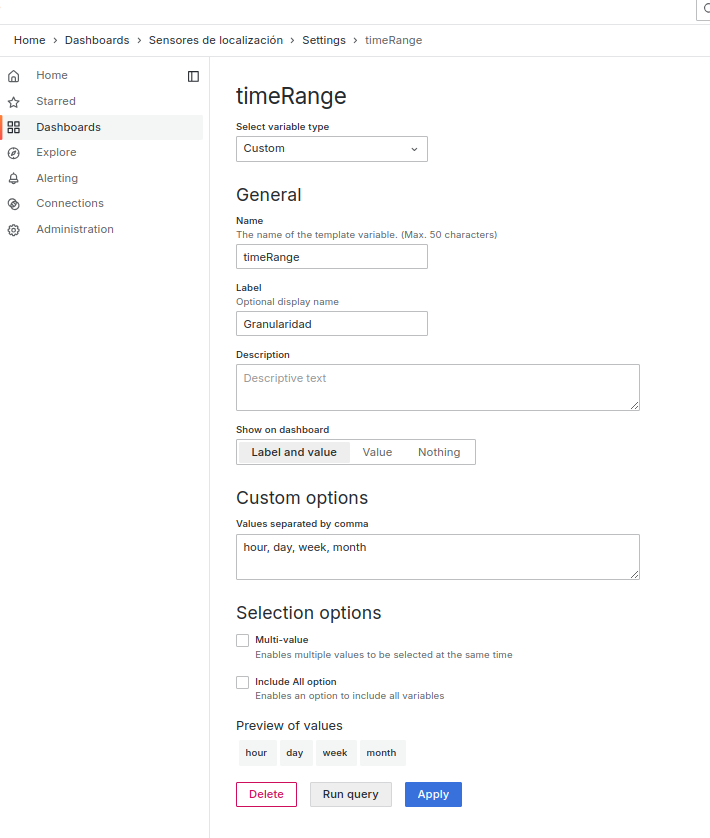 Home › Dashboards › Sensores de localización › Settings › timeRange
Home
Starred
Dashboards
Explore
Alerting
Connections
Administration
timeRange
Select variable type
Custom
General
Name
The name of the template variable. (Max. 50 characters)
timeRange
Label
Optional display name
Granularidad
Description
Descriptive text
Show on dashboard
Label and value Value Nothing
Custom options
Values separated by comma
hour, day, week, month
Selection options
Multi-value
Enables multiple values to be selected at the same time
Include All option
Enables an option to include all variables
Preview of values
hour day week month
Delete Run query Apply